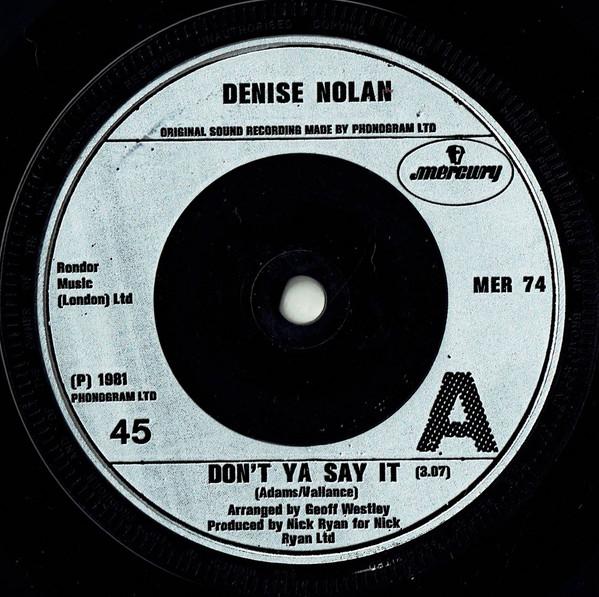 UNAUTHORISED COPYING
DENISE NOLAN
ORIGINAL SOUND RECORDING MADE BY PHONOGRAM LTD
mercury
Rondor
Music
(London) Ltd
MER 74
(P) 1981
PHONOGRAM LTD
45
A
DON'T YA SAY IT (3.07)
(Adams/Vallance)
Arranged by Geoff Westley
Produced by Nick Ryan for Nick
Ryan Ltd